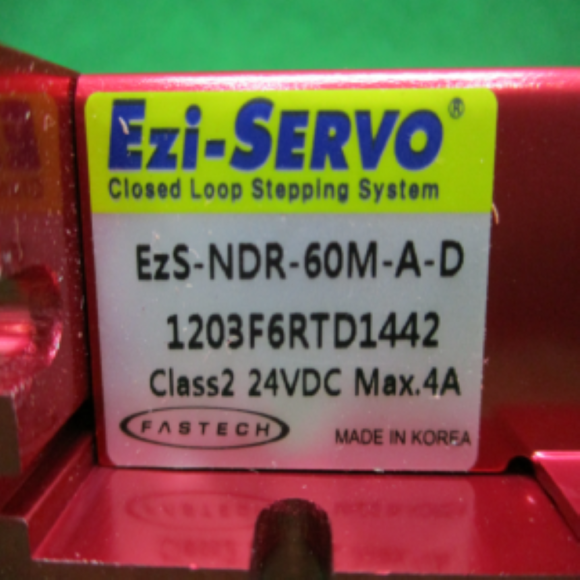 Ezi-SERVO®
Closed Loop Stepping System
EzS-NDR-60M-A-D
1203F6RTD1442
Class2 24VDC Max.4A
FASTECH
MADE IN KOREA